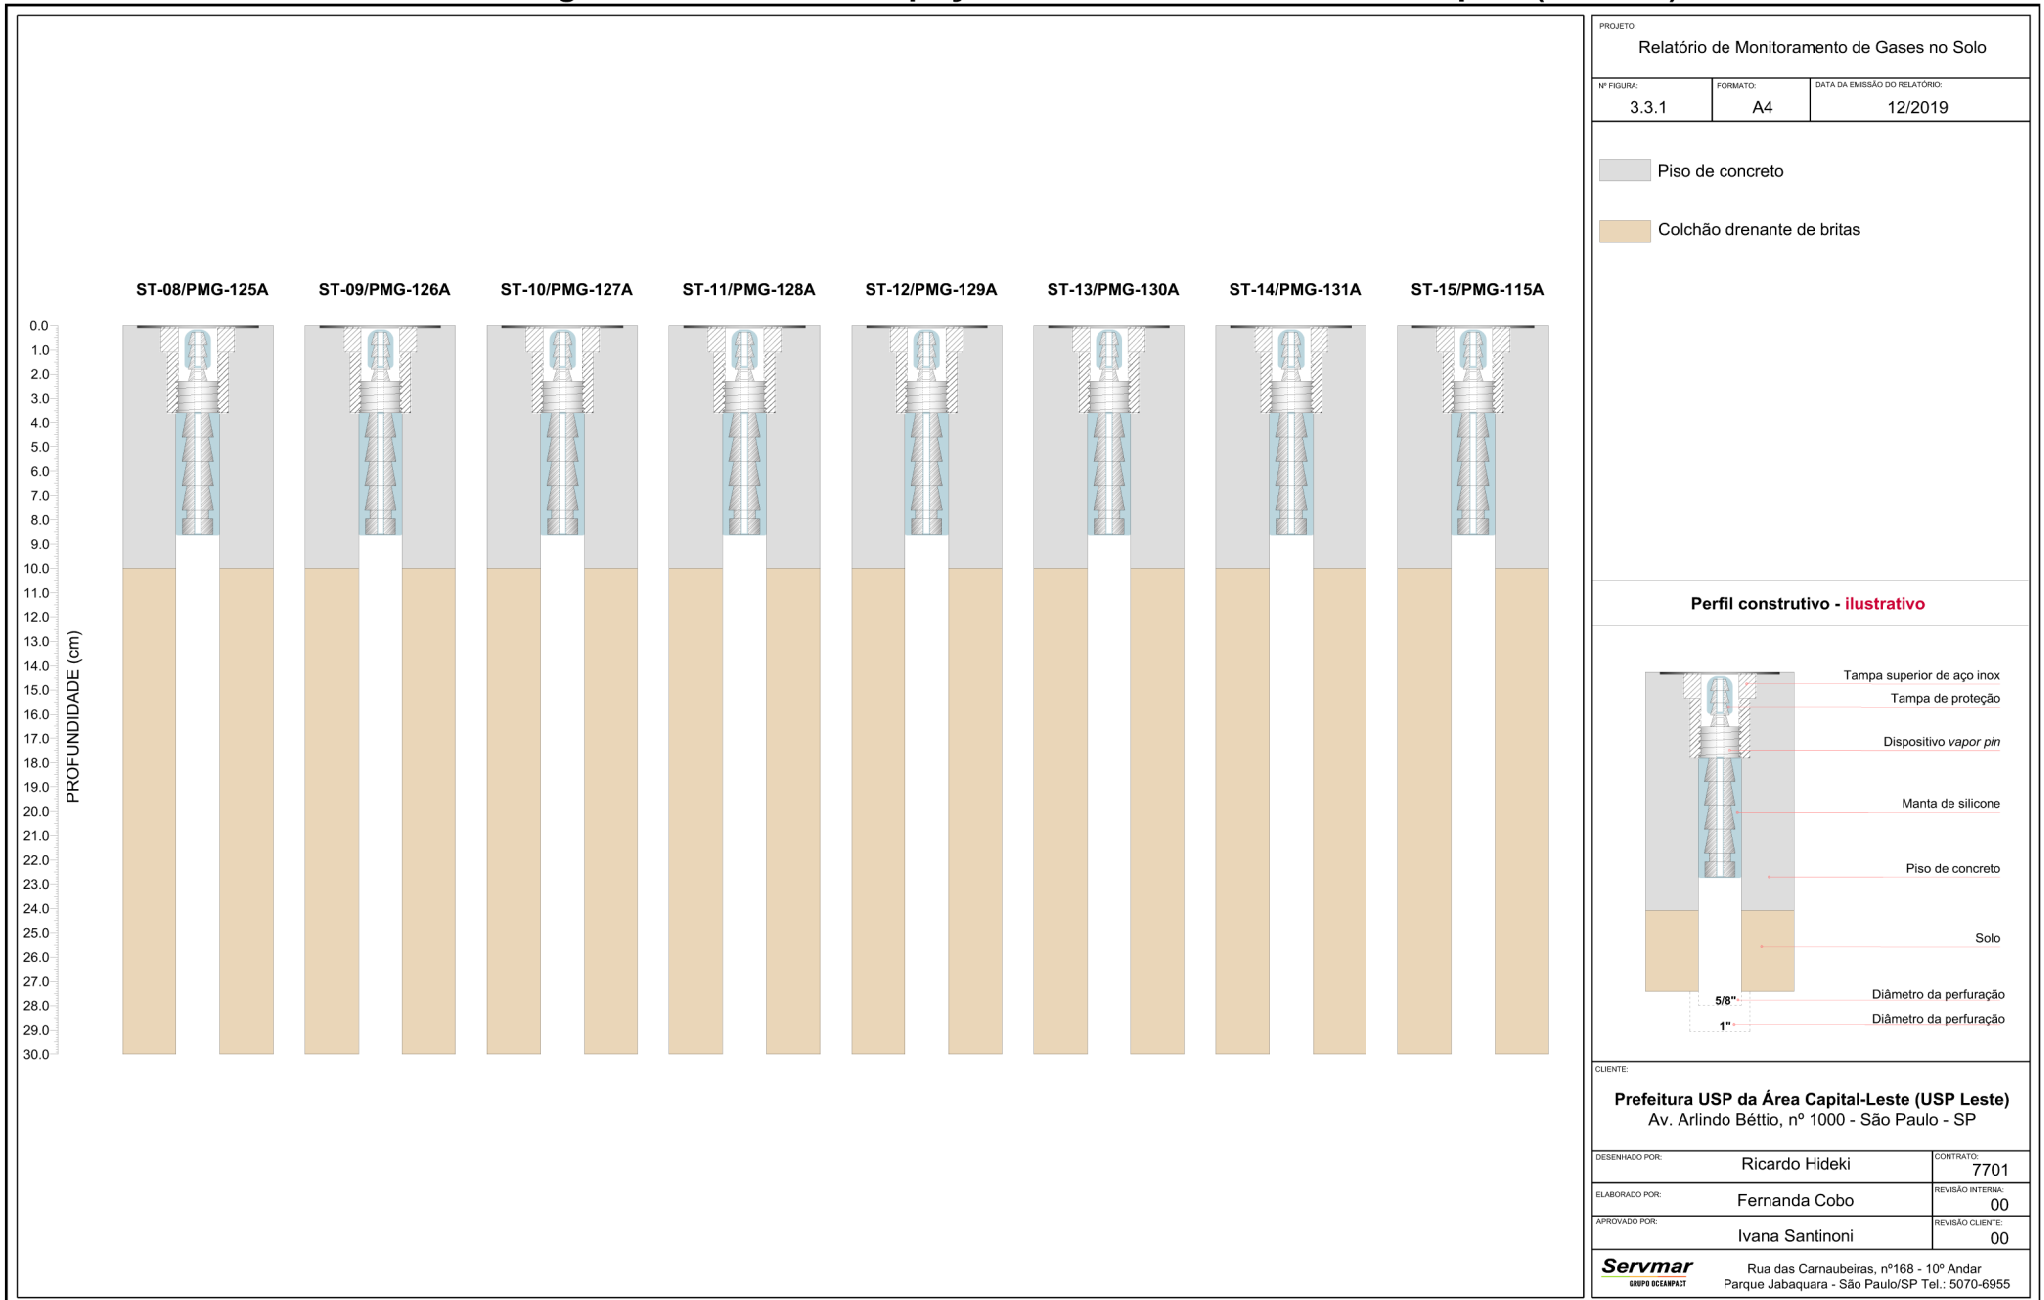 PROJETO:
Relatório de Monitoramento de Gases no Solo
Nº FIGURA:
3.3.1
FORMATO:
A4
DATA DA EMISSÃO DO RELATÓRIO:
12/2019
Piso de concreto
Colchão drenante de britas
ST-08/PMG-125A ST-09/PMG-126A ST-10/PMG-127A ST-11/PMG-128A ST-12/PMG-129A ST-13/PMG-130A ST-14/PMG-131A ST-15/PMG-115A
0.0
1.0
2.0
3.0
4.0
5.0
6.0
7.0
8.0
9.0
10.0
11.0
12.0
13.0
14.0
15.0
16.0
17.0
18.0
19.0
20.0
21.0
22.0
23.0
24.0
25.0
26.0
27.0
28.0
29.0
30.0
PROFUNDIDADE (cm)
Perfil construtivo - ilustrativo
Tampa superior de aço inox
Tampa de proteção
Dispositivo vapor pin
Manta de silicone
Piso de concreto
Solo
5/8" Diâmetro da perfuração
1" Diâmetro da perfuração
CLIENTE:
Prefeitura USP da Área Capital-Leste (USP Leste)
Av. Arlindo Béttio, nº 1000 - São Paulo - SP
DESENHADO POR:
Ricardo Hideki
CONTRATO:
7701
ELABORADO POR:
Fernanda Cobo
REVISÃO INTERNA:
00
APROVADO POR:
Ivana Santinoni
REVISÃO CLIENTE:
00
Servmar
GRUPO OCEANPACT
Rua das Carnaubeiras, nº168 - 10º Andar
Parque Jabaquara - São Paulo/SP Tel.: 5070-6955